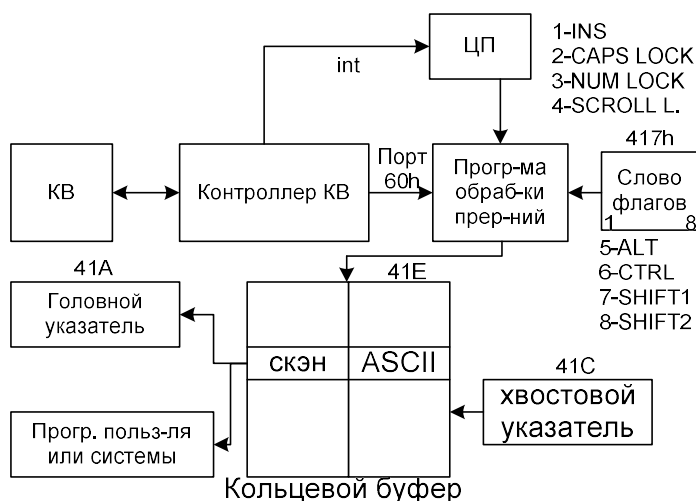 ЦП
1-INS
2-CAPS LOCK
3-NUM LOCK
4-SCROLL L.
int
КВ
Контроллер КВ
Порт
60h
Прогр-ма
обраб-ки
прер-ний
417h
Слово
флагов
1 8
5-ALT
6-CTRL
7-SHIFT1
8-SHIFT2
41A
Головной
указатель
41E
скэн
ASCII
41C
хвостовой
указатель
Прогр. польз-ля
или системы
Кольцевой буфер